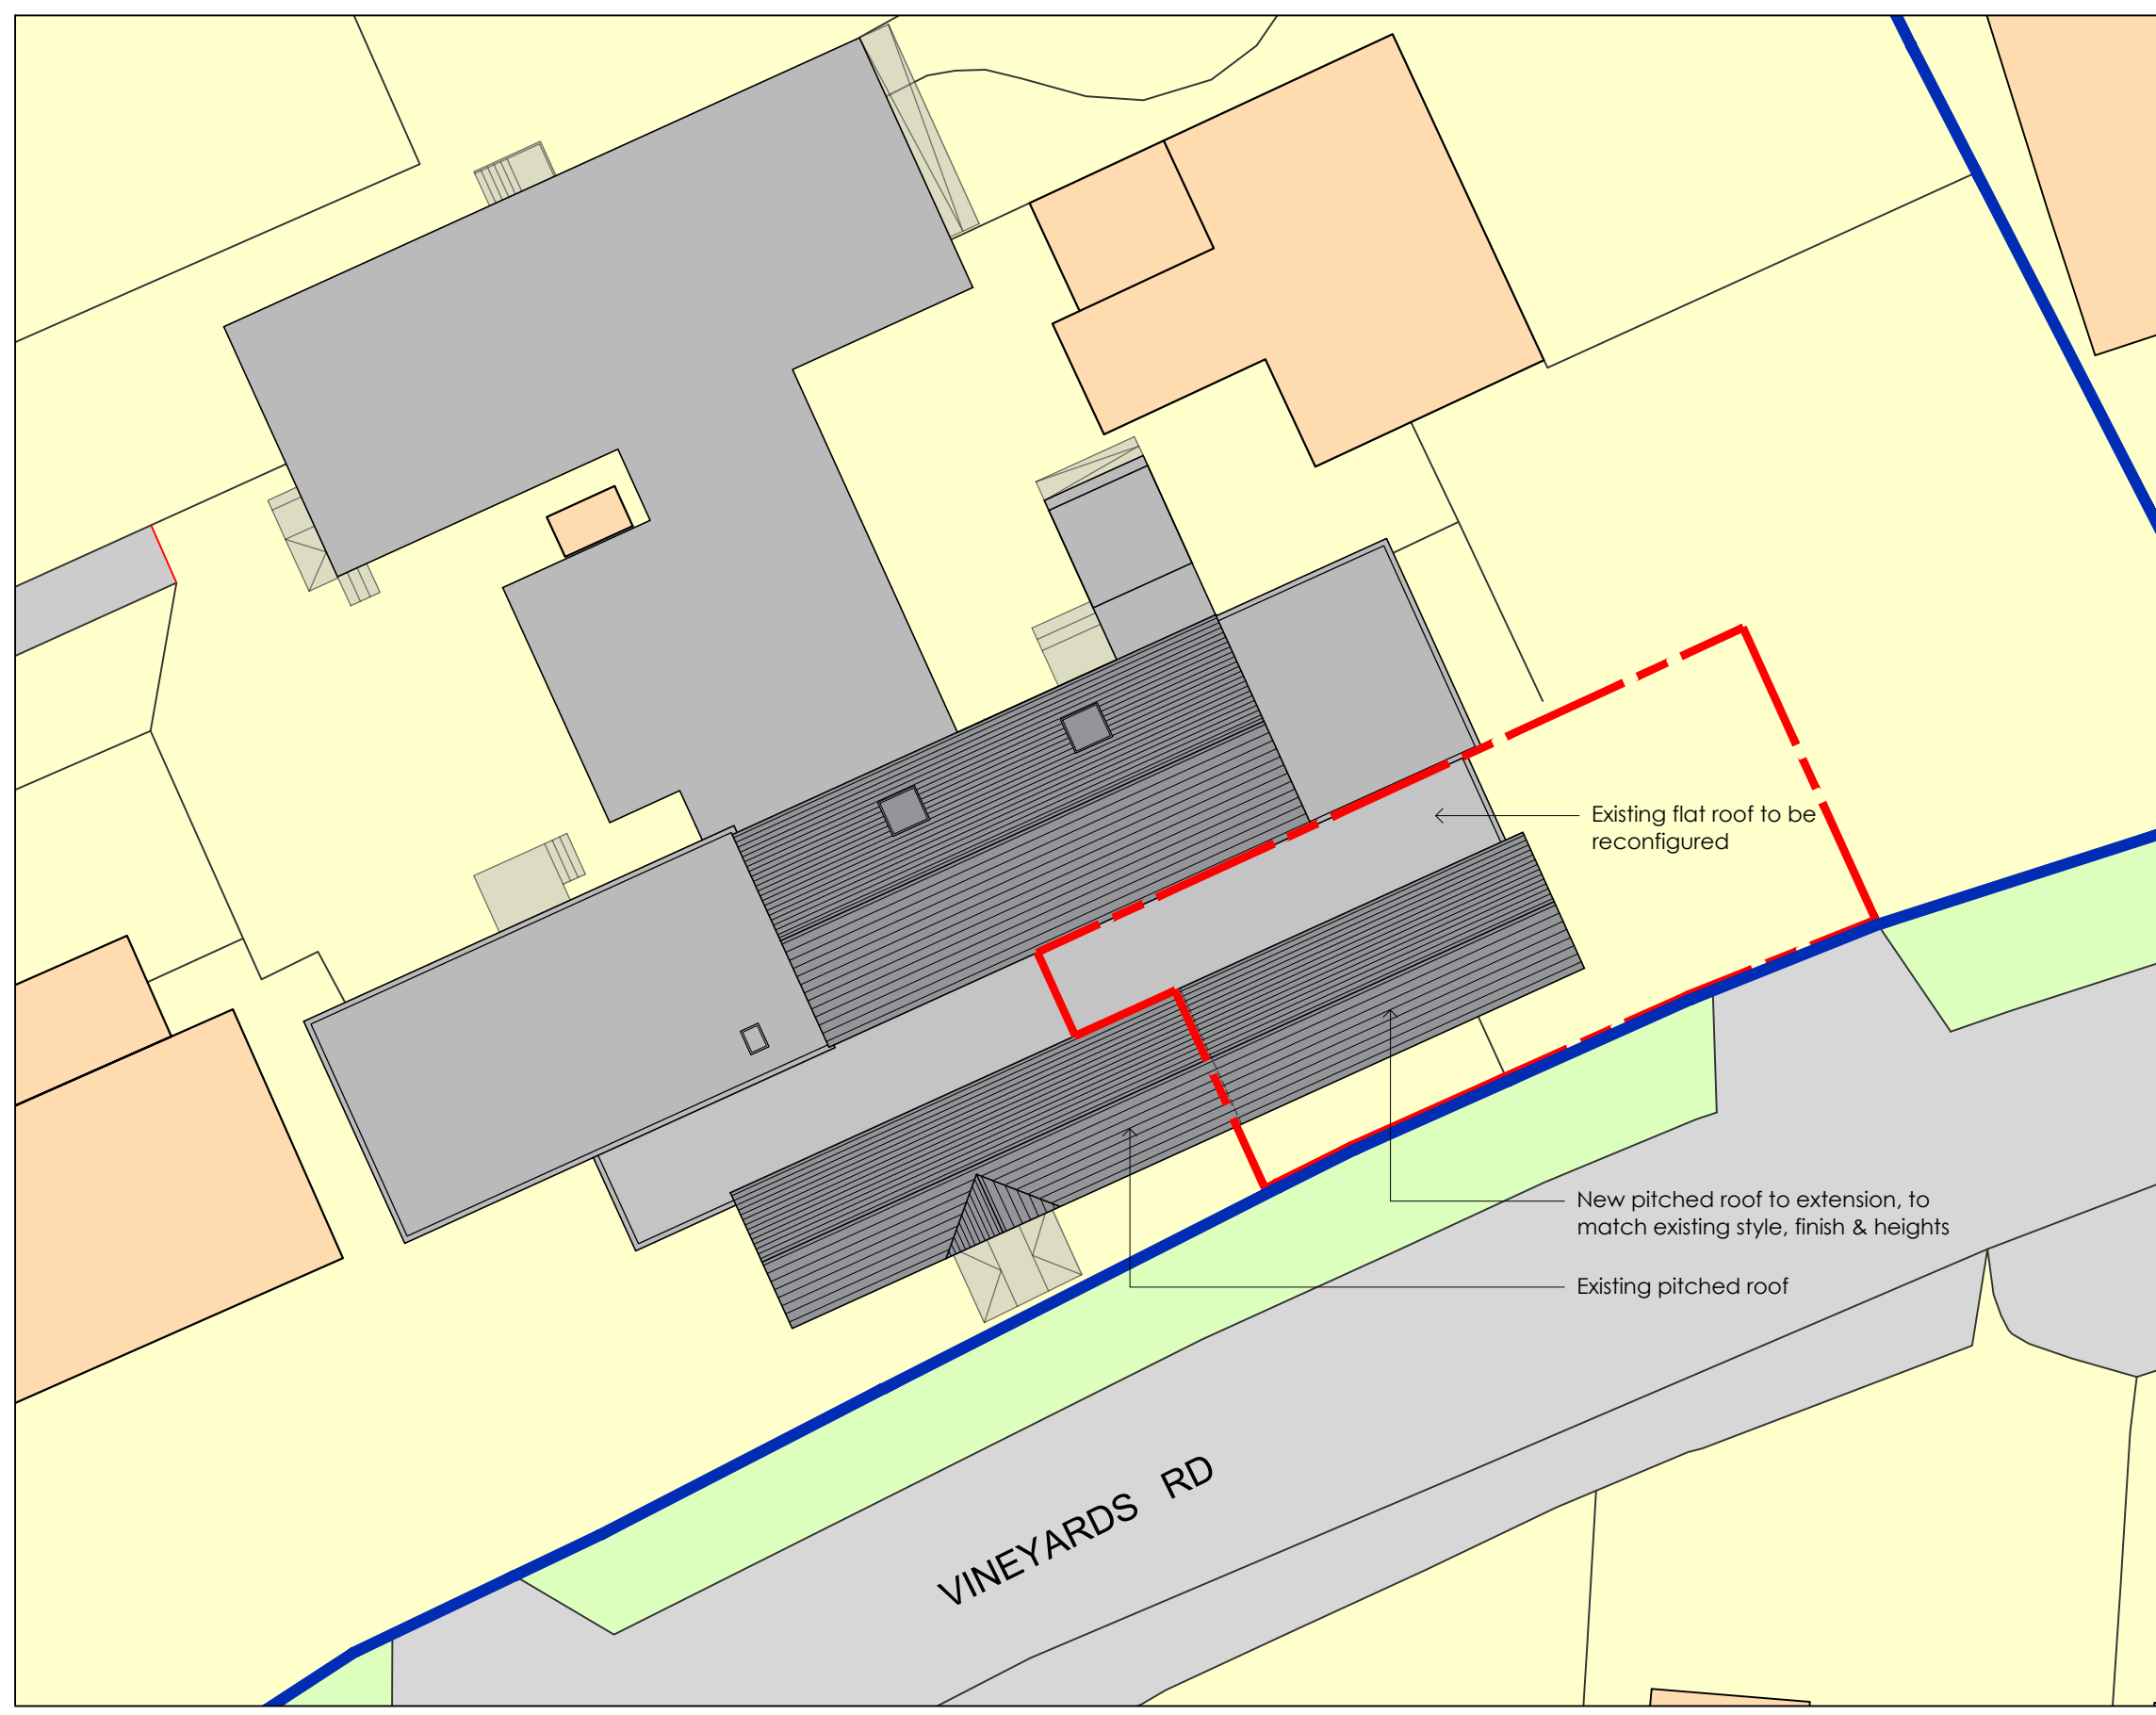 Existing flat roof to be
reconfigured
New pitched roof to extension, to
match existing style, finish & heights
Existing pitched roof
VINEYARDS RD